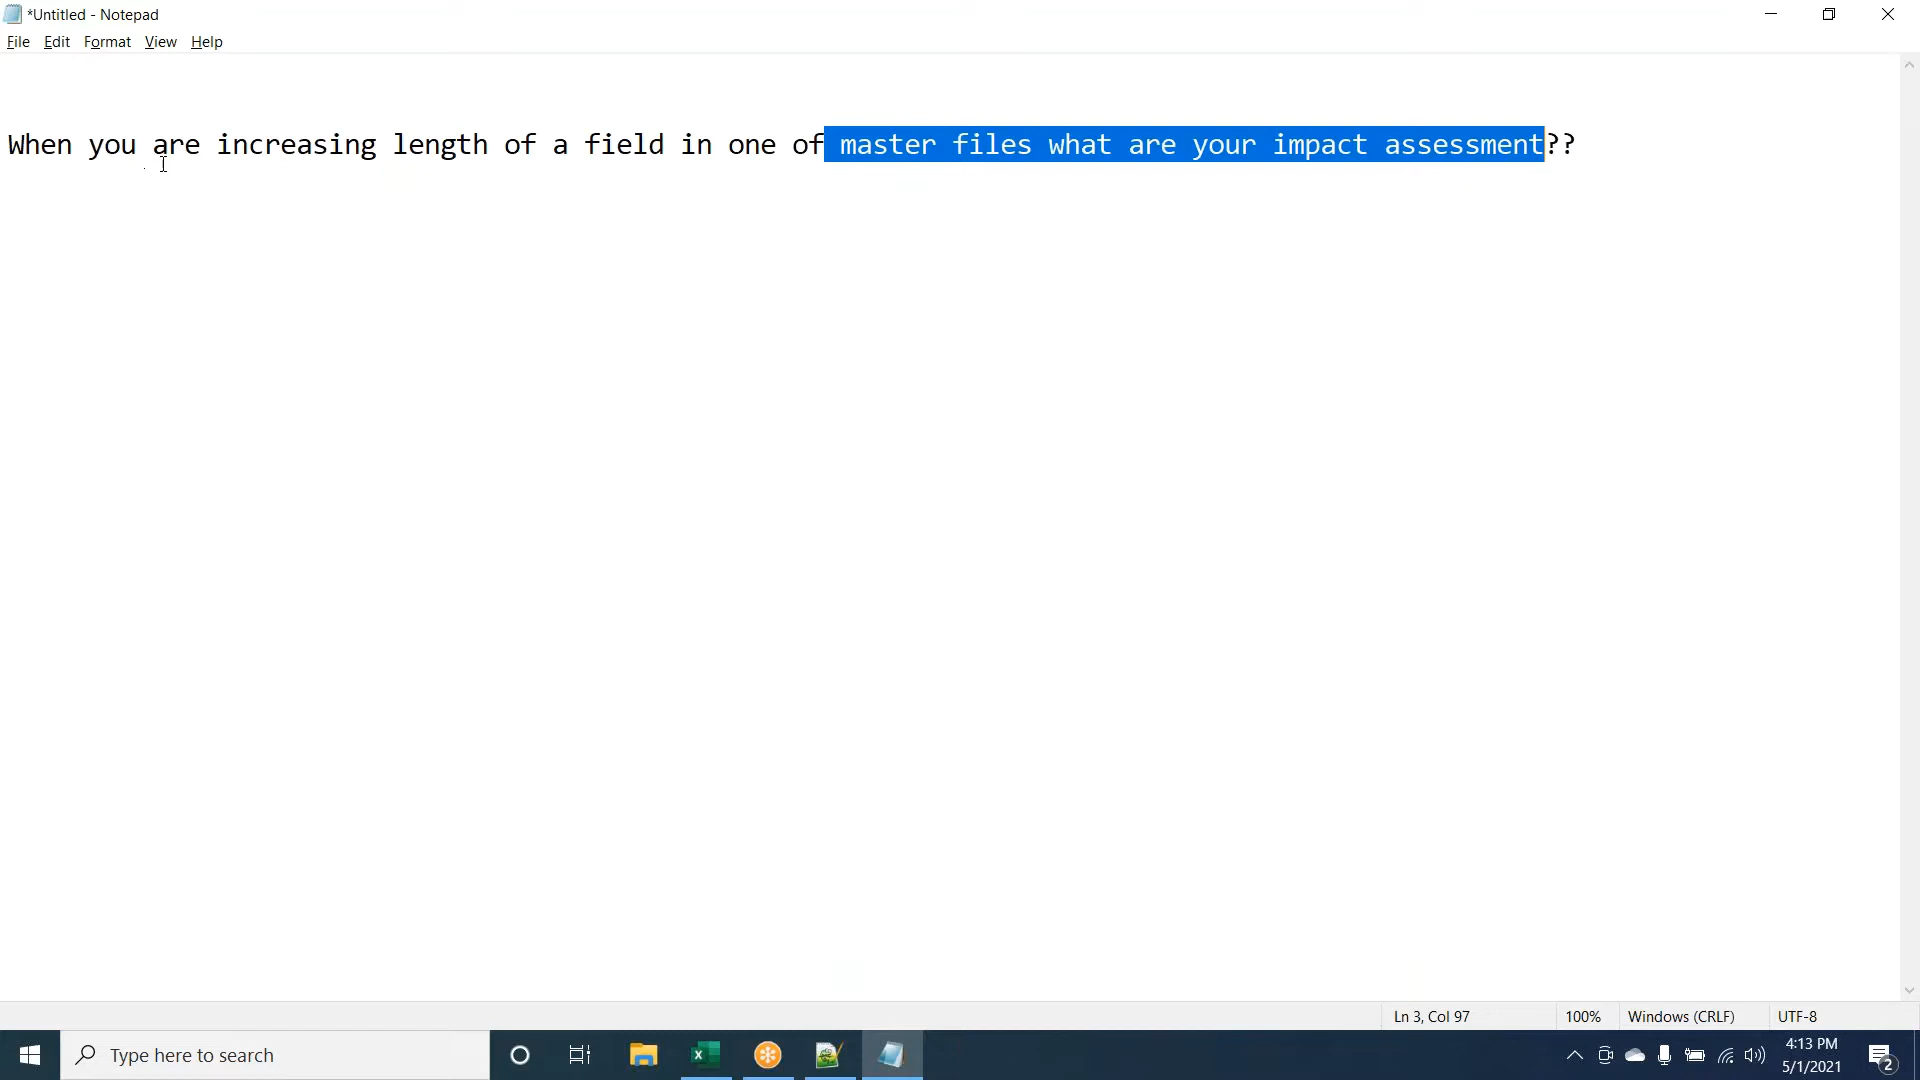 *Untitled - Notepad
File Edit Format View Help
When you are increasing length of a field in one of master files what are your impact assessment??
Ln 3, Col 97
100%
Windows (CRLF)
UTF-8
Type here to search
4:13 PM
5/1/2021
2